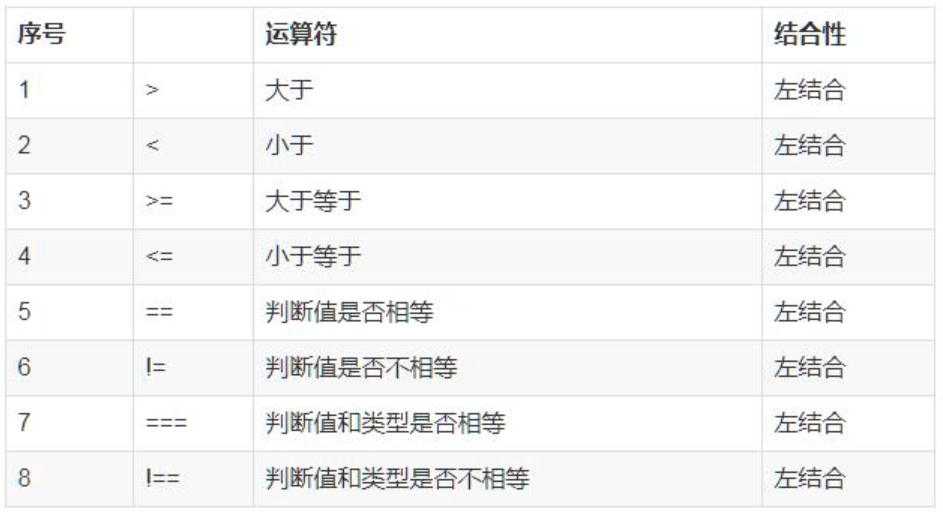 序号 运算符 结合性
1 > 大于 左结合
2 < 小于 左结合
3 >= 大于等于 左结合
4 <= 小于等于 左结合
5 == 判断值是否相等 左结合
6 != 判断值是否不相等 左结合
7 === 判断值和类型是否相等 左结合
8 !== 判断值和类型是否不相等 左结合